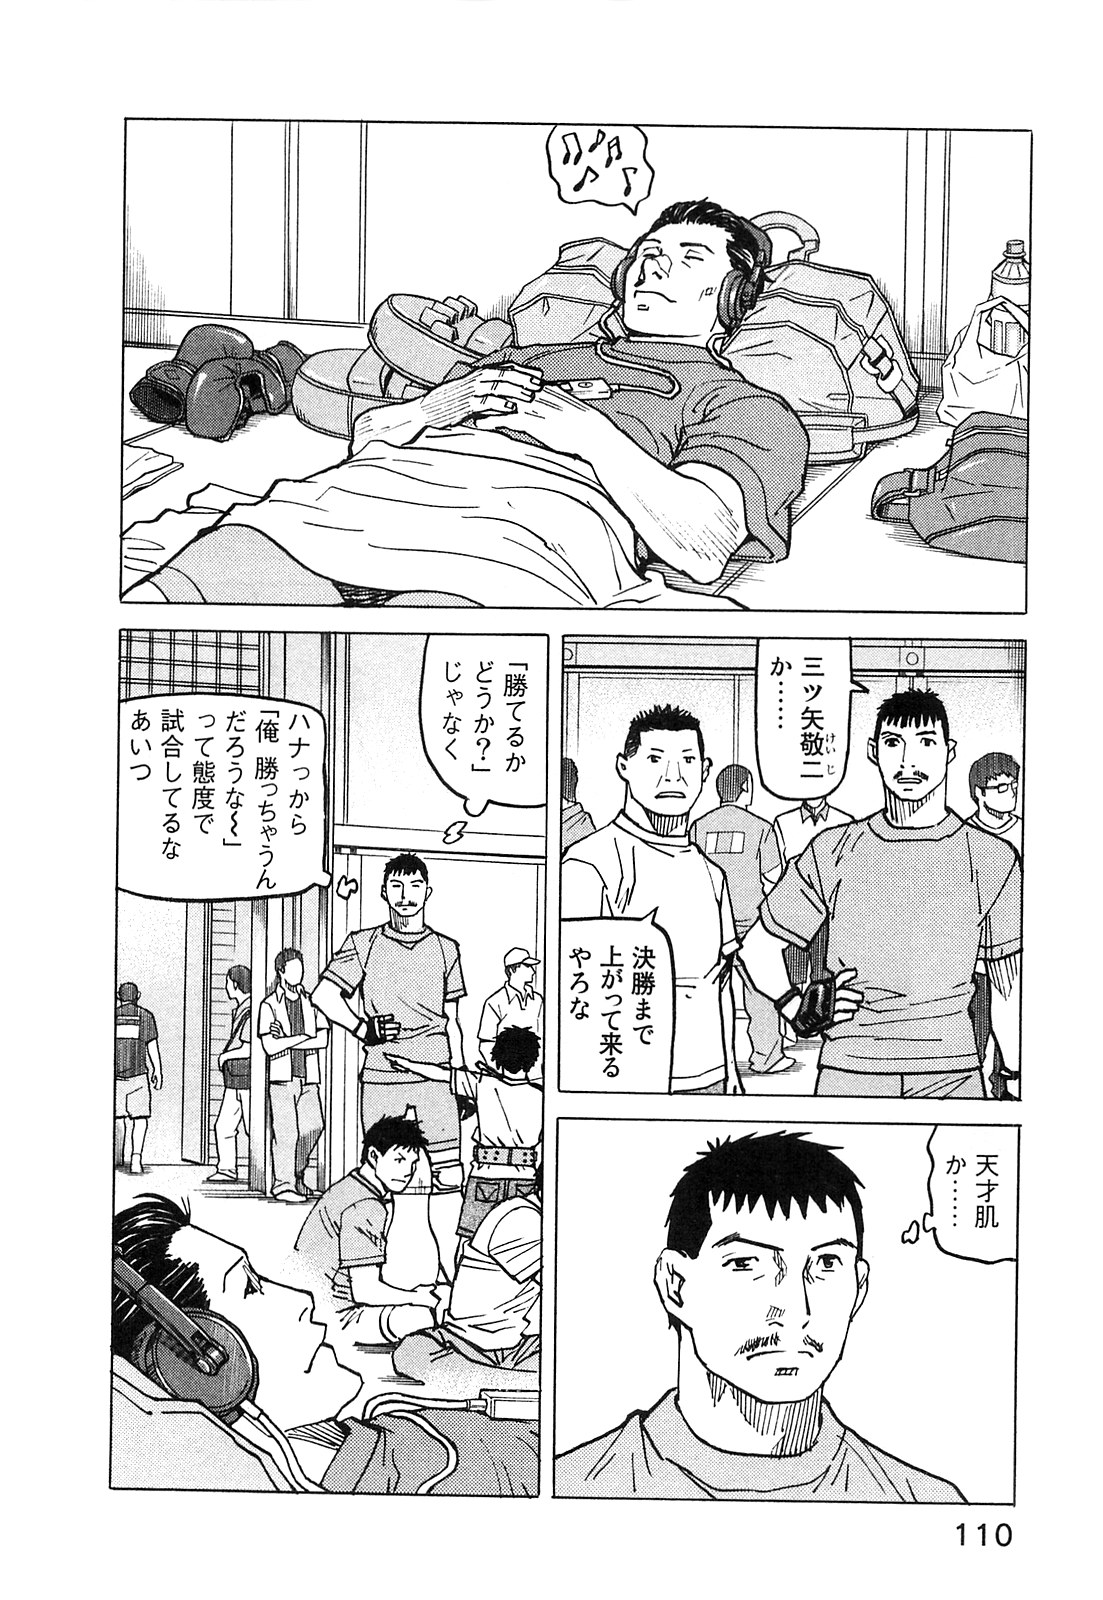 三ツ矢敬二
けいじ
か……
決勝まで
上がって来る
やろな
天才肌
か……
「勝てるか
どうか?」
じゃなく
ハナっから
「俺 勝っちゃうん
だろうな～」
って態度で
試合してるな
あいつ
110